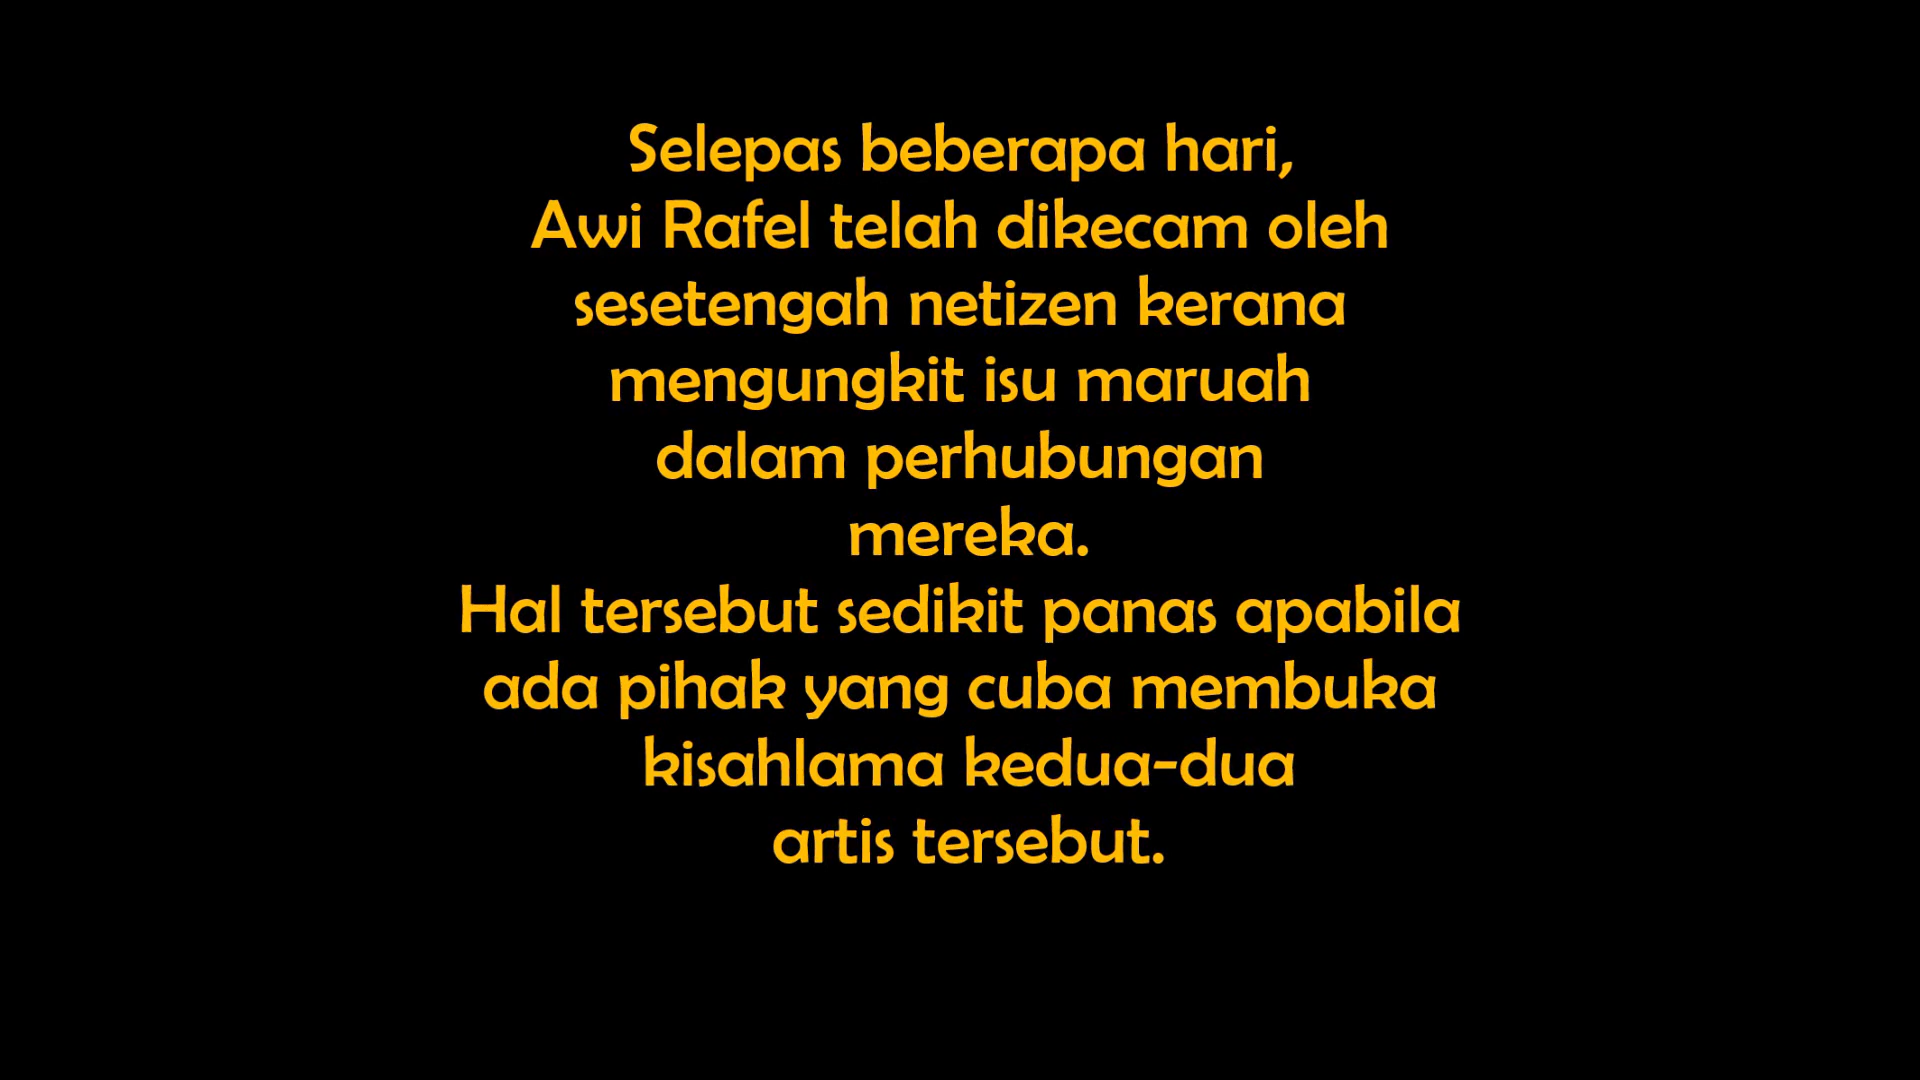 Selepas beberapa hari,
Awi Rafel telah dikecam oleh
sesetengah netizen kerana
mengungkit isu maruah
dalam perhubungan
mereka.
Hal tersebut sedikit panas apabila
ada pihak yang cuba membuka
kisahlama kedua-dua
artis tersebut.